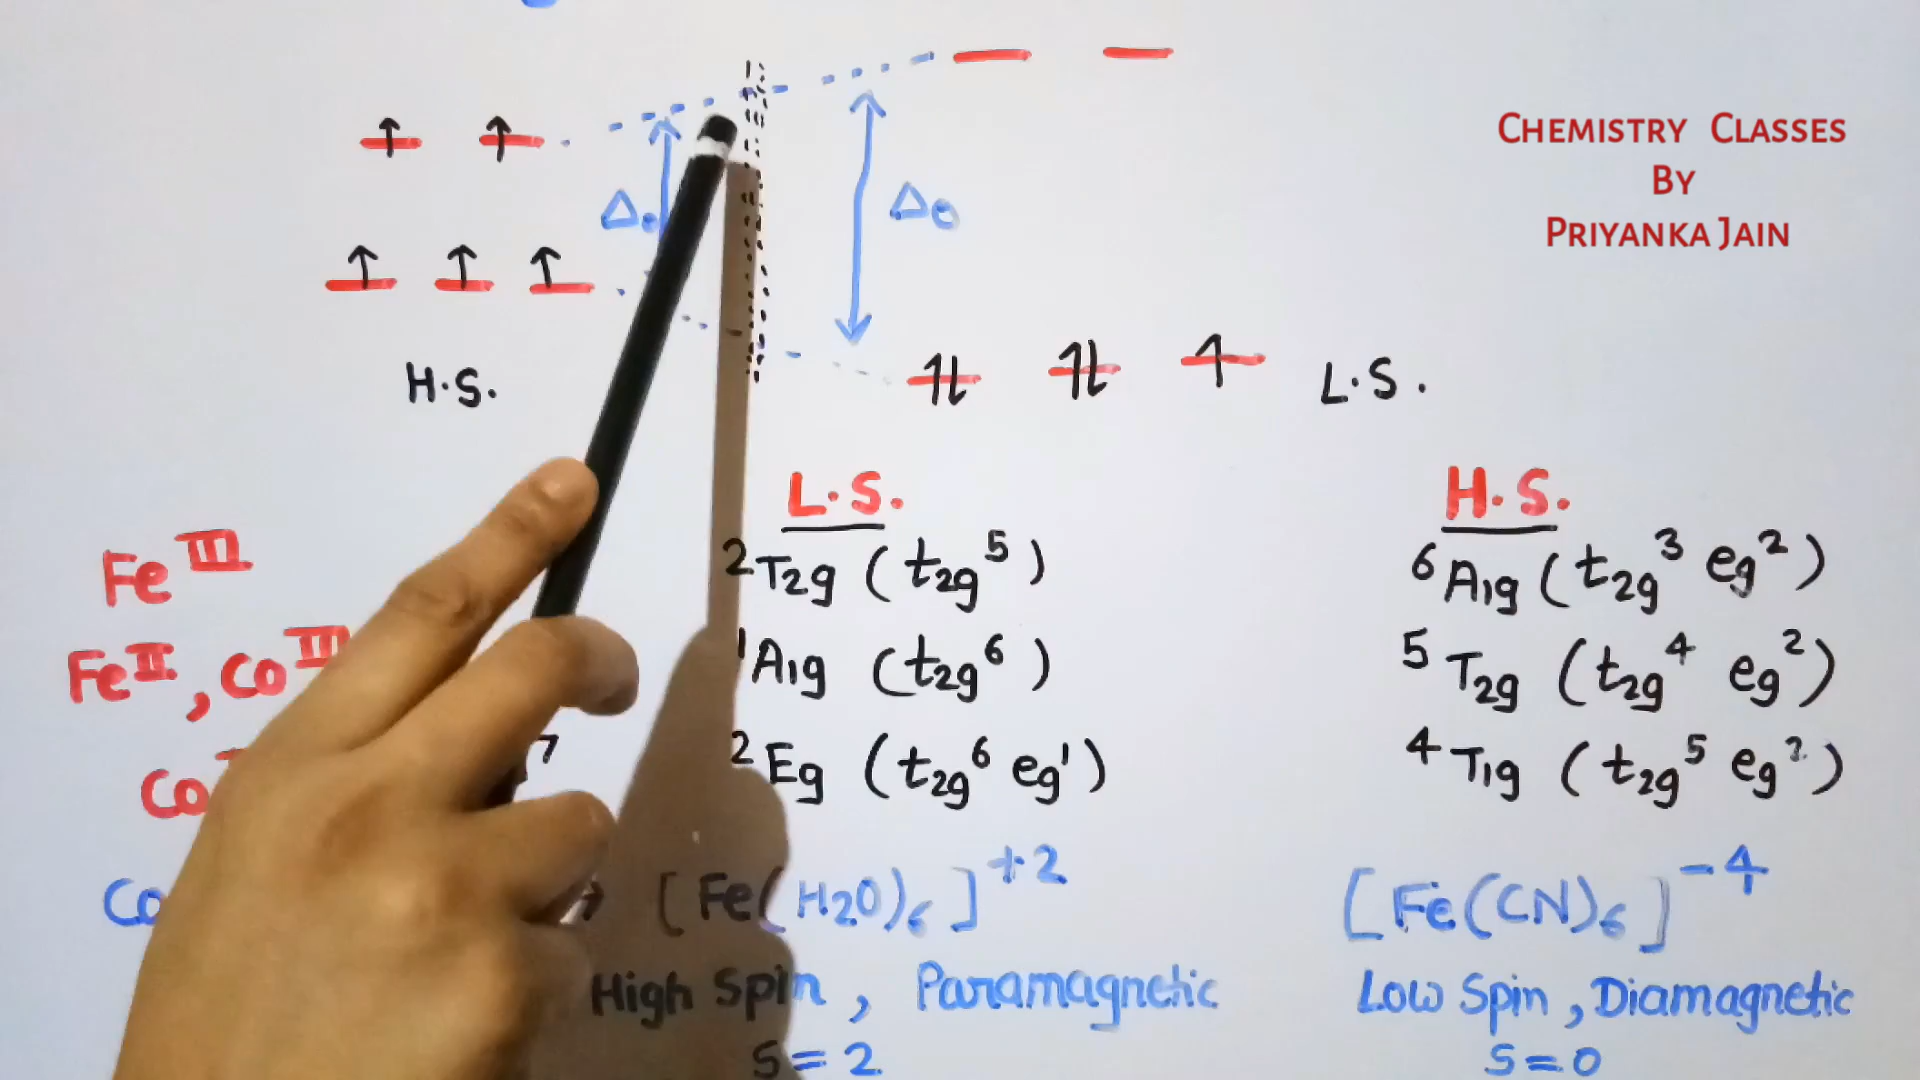 CHEMISTRY CLASSES
BY
PRIYANKA JAIN
Δ
Δo
H.S.
L.S.
L.S. H.S.
Fe III ²T₂g (t₂g⁵) ⁶A₁g (t₂g³ eg²)
Fe II, Co III ¹A₁g (t₂g⁶) ⁵T₂g (t₂g⁴ eg²)
Co 7 ²Eg (t₂g⁶ eg¹) ⁴T₁g (t₂g⁵ eg²)
[Fe(H₂O)₆]⁺² [Fe(CN)₆]⁻⁴
High Spin, Paramagnetic Low Spin, Diamagnetic
S = 2 S = 0